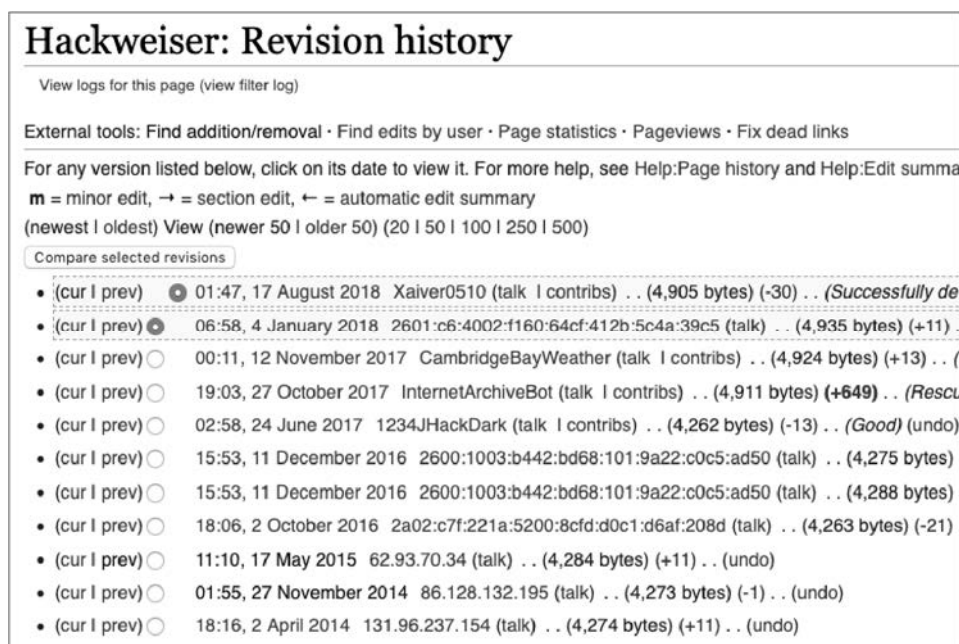 Hackweiser: Revision history
View logs for this page (view filter log)
External tools: Find addition/removal · Find edits by user · Page statistics · Pageviews · Fix dead links
For any version listed below, click on its date to view it. For more help, see Help:Page history and Help:Edit summa
m = minor edit, → = section edit, ← = automatic edit summary
(newest | oldest) View (newer 50 | older 50) (20 | 50 | 100 | 250 | 500)
Compare selected revisions
• (cur | prev) 01:47, 17 August 2018 Xaiver0510 (talk | contribs) . . (4,905 bytes) (-30) . . (Successfully de
• (cur | prev) 06:58, 4 January 2018 2601:c6:4002:f160:64cf:412b:5c4a:39c5 (talk) . . (4,935 bytes) (+11) .
• (cur | prev) 00:11, 12 November 2017 CambridgeBayWeather (talk | contribs) . . (4,924 bytes) (+13) . . (
• (cur | prev) 19:03, 27 October 2017 InternetArchiveBot (talk | contribs) . . (4,911 bytes) (+649) . . (Rescu
• (cur | prev) 02:58, 24 June 2017 1234JHackDark (talk | contribs) . . (4,262 bytes) (-13) . . (Good) (undo)
• (cur | prev) 15:53, 11 December 2016 2600:1003:b442:bd68:101:9a22:c0c5:ad50 (talk) . . (4,275 bytes)
• (cur | prev) 15:53, 11 December 2016 2600:1003:b442:bd68:101:9a22:c0c5:ad50 (talk) . . (4,288 bytes)
• (cur | prev) 18:06, 2 October 2016 2a02:c7f:221a:5200:8cfd:d0c1:d6af:208d (talk) . . (4,263 bytes) (-21)
• (cur | prev) 11:10, 17 May 2015 62.93.70.34 (talk) . . (4,284 bytes) (+11) . . (undo)
• (cur | prev) 01:55, 27 November 2014 86.128.132.195 (talk) . . (4,273 bytes) (-1) . . (undo)
• (cur | prev) 18:16, 2 April 2014 131.96.237.154 (talk) . . (4,274 bytes) (+11) . . (undo)